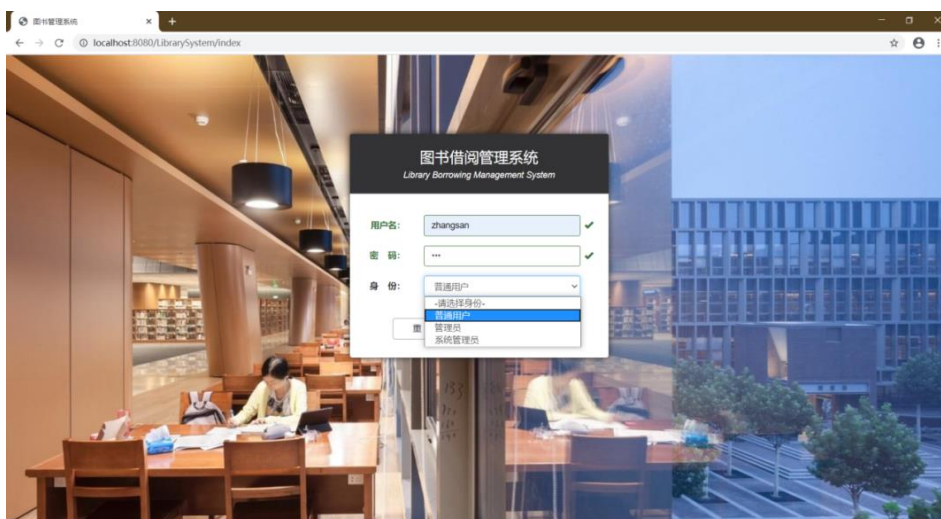 图书管理系统
localhost:8080/LibrarySystem/index
图书借阅管理系统
Library Borrowing Management System
用户名: zhangsan
密 码: ***
身 份: 普通用户
-请选择身份-
普通用户
管理员
系统管理员
重